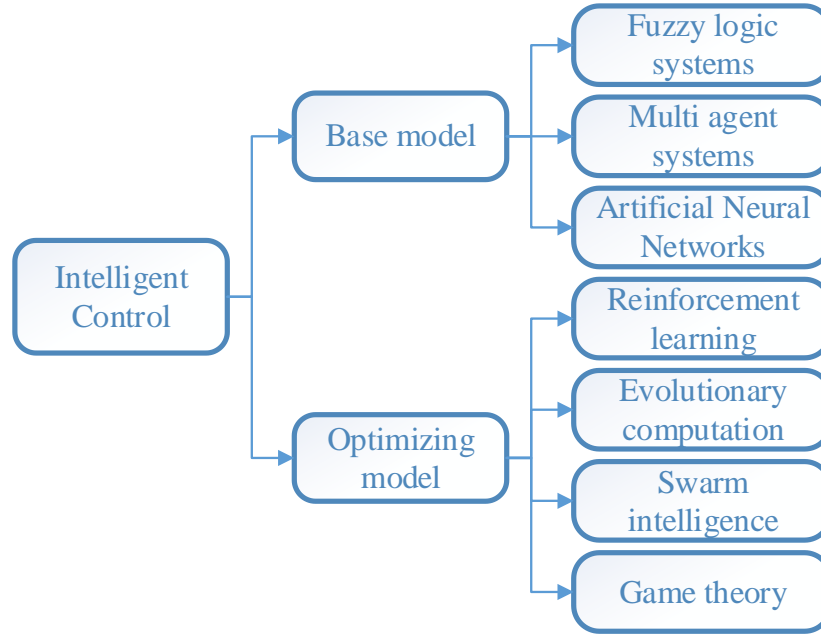 Intelligent
Control
Base model
Fuzzy logic
systems
Multi agent
systems
Artificial Neural
Networks
Optimizing
model
Reinforcement
learning
Evolutionary
computation
Swarm
intelligence
Game theory